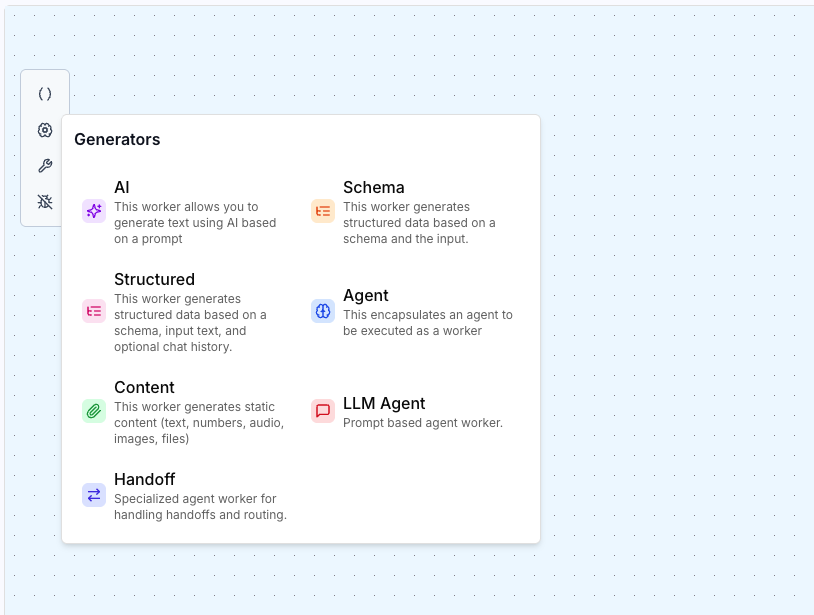 ( )
Generators
AI
This worker allows you to
generate text using AI based
on a prompt
Schema
This worker generates
structured data based on a
schema and the input.
Structured
This worker generates
structured data based on a
schema, input text, and
optional chat history.
Agent
This encapsulates an agent to
be executed as a worker
Content
This worker generates static
content (text, numbers, audio,
images, files)
LLM Agent
Prompt based agent worker.
Handoff
Specialized agent worker for
handling handoffs and routing.